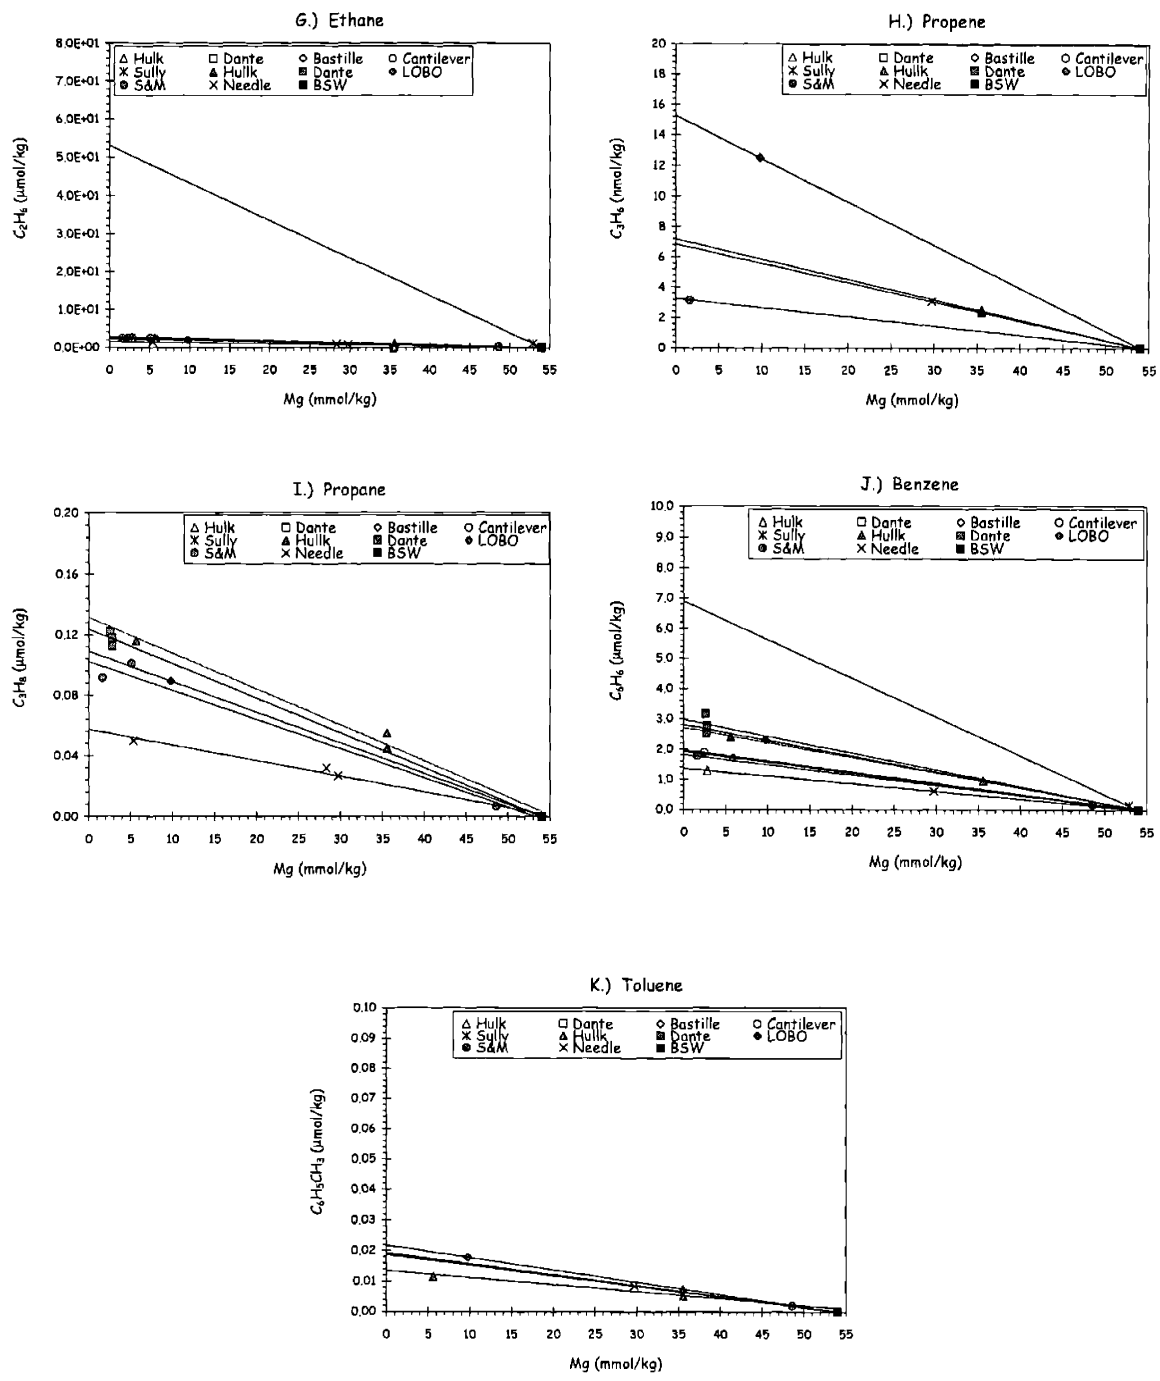 G.) Ethane
8.0E+01
7.0E+01
6.0E+01
5.0E+01
4.0E+01
3.0E+01
2.0E+01
1.0E+01
0.0E+00
C2H6 (μmol/kg)
Hulk Dante Bastille Cantilever
Sully Hullk Dante LOBO
S&M Needle BSW
0 5 10 15 20 25 30 35 40 45 50 55
Mg (mmol/kg)
H.) Propene
20
18
16
14
12
10
8
6
4
2
0
C3H6 (nmol/kg)
Hulk Dante Bastille Cantilever
Sully Hullk Dante LOBO
S&M Needle BSW
0 5 10 15 20 25 30 35 40 45 50 55
Mg (mmol/kg)
I.) Propane
0.20
0.16
0.12
0.08
0.04
0.00
C3H8 (μmol/kg)
Hulk Dante Bastille Cantilever
Sully Hullk Dante LOBO
S&M Needle BSW
0 5 10 15 20 25 30 35 40 45 50 55
Mg (mmol/kg)
J.) Benzene
10.0
9.0
8.0
7.0
6.0
5.0
4.0
3.0
2.0
1.0
0.0
C6H6 (μmol/kg)
Hulk Dante Bastille Cantilever
Sully Hullk Dante LOBO
S&M Needle BSW
0 5 10 15 20 25 30 35 40 45 50 55
Mg (mmol/kg)
K.) Toluene
0.10
0.09
0.08
0.07
0.06
0.05
0.04
0.03
0.02
0.01
0.00
C6H5CH3 (μmol/kg)
Hulk Dante Bastille Cantilever
Sully Hullk Dante LOBO
S&M Needle BSW
0 5 10 15 20 25 30 35 40 45 50 55
Mg (mmol/kg)